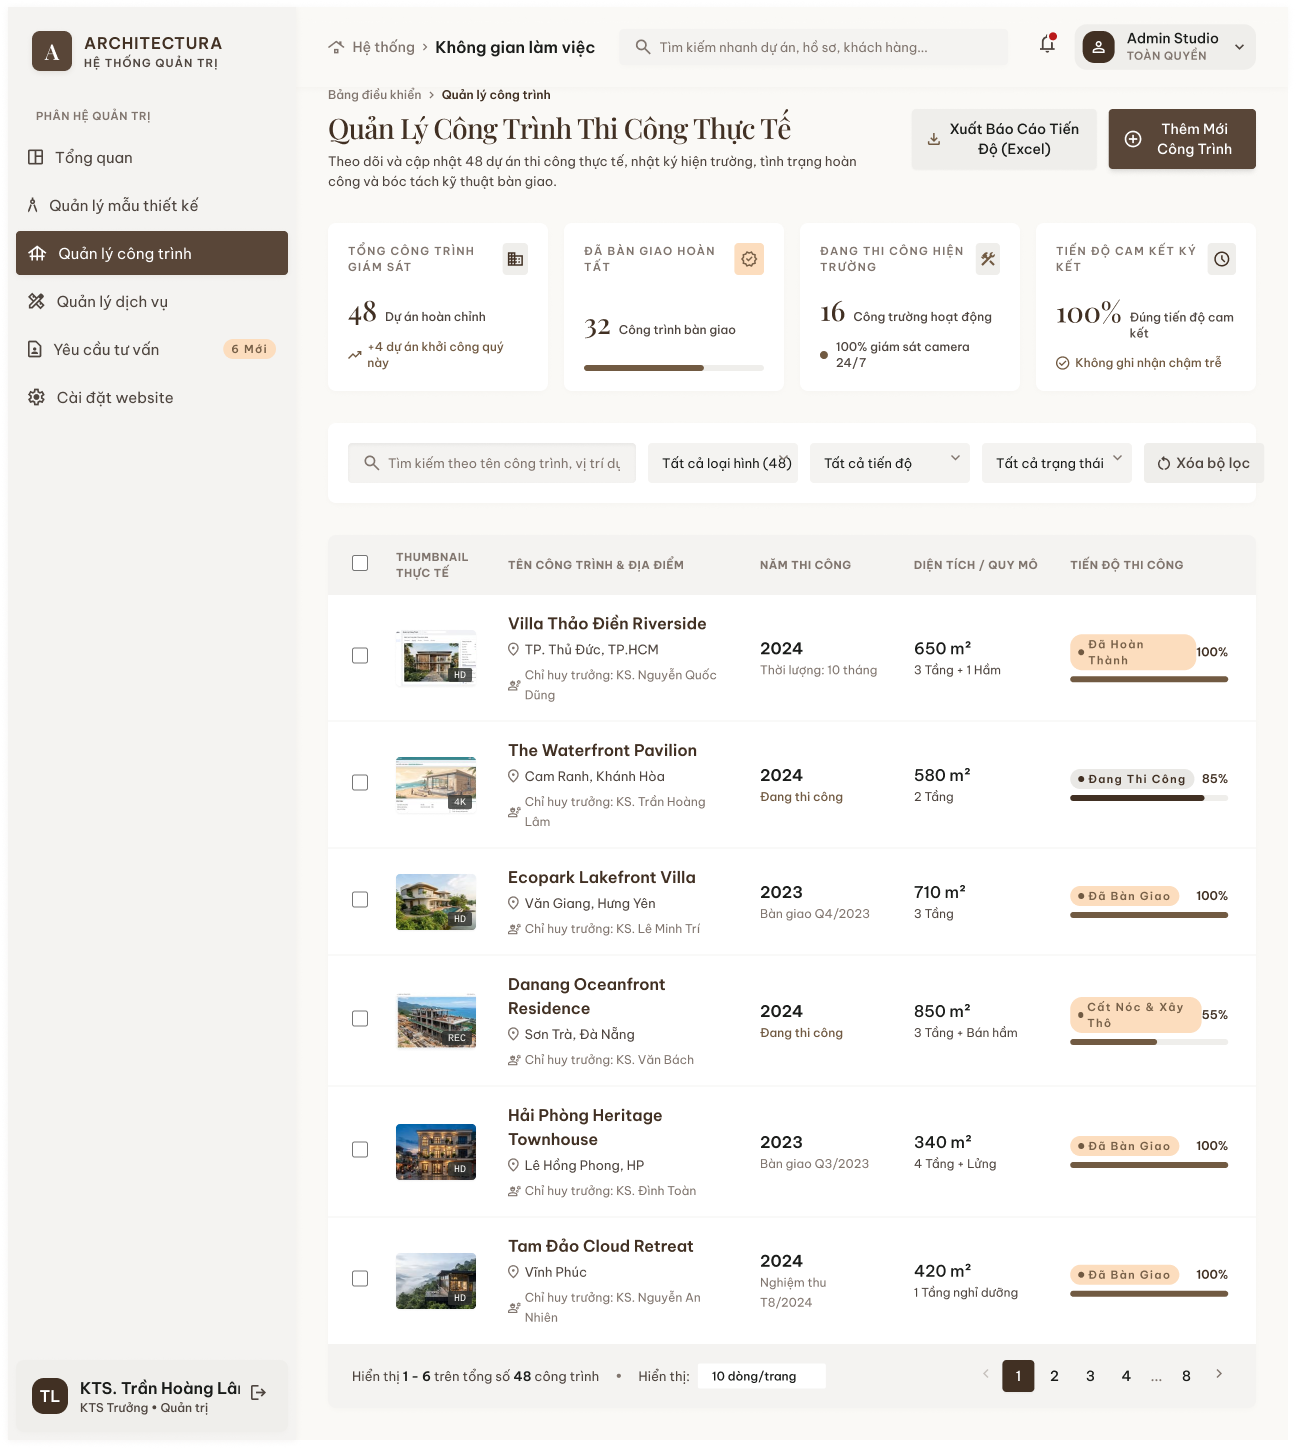 A
ARCHITECTURA
HỆ THỐNG QUẢN TRỊ
PHÂN HỆ QUẢN TRỊ
Tổng quan
Quản lý mẫu thiết kế
Quản lý công trình
Quản lý dịch vụ
Yêu cầu tư vấn
6 Mới
Cài đặt website
TL
KTS. Trần Hoàng Lâ
KTS Trưởng • Quản trị
Hệ thống › Không gian làm việc
Tìm kiếm nhanh dự án, hồ sơ, khách hàng...
Admin Studio
TOÀN QUYỀN
Bảng điều khiển › Quản lý công trình
Quản Lý Công Trình Thi Công Thực Tế
Theo dõi và cập nhật 48 dự án thi công thực tế, nhật ký hiện trường, tình trạng hoàn
công và bóc tách kỹ thuật bàn giao.
Xuất Báo Cáo Tiến
Độ (Excel)
Thêm Mới
Công Trình
TỔNG CÔNG TRÌNH
GIÁM SÁT
48 Dự án hoàn chỉnh
+4 dự án khởi công quý
này
ĐÃ BÀN GIAO HOÀN
TẤT
32 Công trình bàn giao
ĐANG THI CÔNG HIỆN
TRƯỜNG
16 Công trường hoạt động
100% giám sát camera
24/7
TIẾN ĐỘ CAM KẾT KÝ
KẾT
100% Đúng tiến độ cam
kết
Không ghi nhận chậm trễ
Tìm kiếm theo tên công trình, vị trí dự
Tất cả loại hình (48)
Tất cả tiến độ
Tất cả trạng thái
Xóa bộ lọc
THUMBNAIL
THỰC TẾ
TÊN CÔNG TRÌNH & ĐỊA ĐIỂM
NĂM THI CÔNG
DIỆN TÍCH / QUY MÔ
TIẾN ĐỘ THI CÔNG
HD
Villa Thảo Điền Riverside
TP. Thủ Đức, TP.HCM
Chỉ huy trưởng: KS. Nguyễn Quốc
Dũng
2024
Thời lượng: 10 tháng
650 m²
3 Tầng + 1 Hầm
Đã Hoàn
Thành
100%
4K
The Waterfront Pavilion
Cam Ranh, Khánh Hòa
Chỉ huy trưởng: KS. Trần Hoàng
Lâm
2024
Đang thi công
580 m²
2 Tầng
Đang Thi Công
85%
HD
Ecopark Lakefront Villa
Văn Giang, Hưng Yên
Chỉ huy trưởng: KS. Lê Minh Trí
2023
Bàn giao Q4/2023
710 m²
3 Tầng
Đã Bàn Giao
100%
REC
Danang Oceanfront
Residence
Sơn Trà, Đà Nẵng
Chỉ huy trưởng: KS. Văn Bách
2024
Đang thi công
850 m²
3 Tầng + Bán hầm
Cất Nóc & Xây
Thô
55%
HD
Hải Phòng Heritage
Townhouse
Lê Hồng Phong, HP
Chỉ huy trưởng: KS. Đình Toàn
2023
Bàn giao Q3/2023
340 m²
4 Tầng + Lửng
Đã Bàn Giao
100%
HD
Tam Đảo Cloud Retreat
Vĩnh Phúc
Chỉ huy trưởng: KS. Nguyễn An
Nhiên
2024
Nghiệm thu
T8/2024
420 m²
1 Tầng nghỉ dưỡng
Đã Bàn Giao
100%
Hiển thị 1 - 6 trên tổng số 48 công trình • Hiển thị: 10 dòng/trang
‹ 1 2 3 4 ... 8 ›